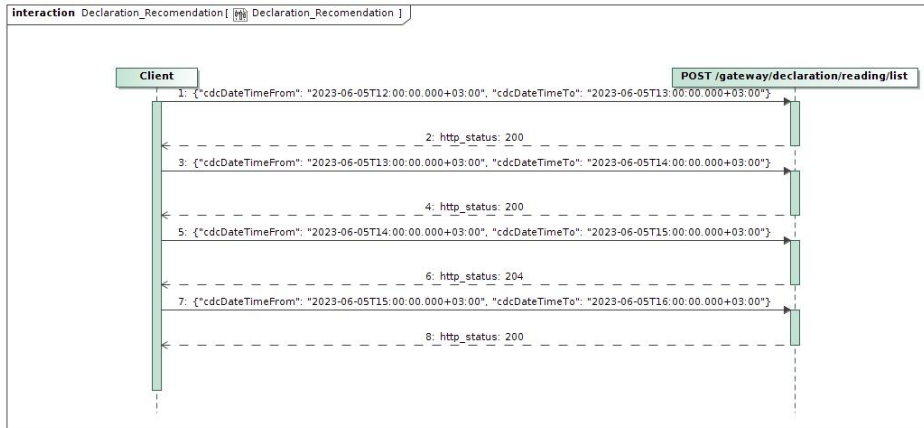 interaction Declaration_Recomendation[ Declaration_Recomendation ]
Client
POST /gateway/declaration/reading/list
1: {"cdcDateTimeFrom": "2023-06-05T12:00:00.000+03:00", "cdcDateTimeTo": "2023-06-05T13:00:00.000+03:00"}
2: http_status: 200
3: {"cdcDateTimeFrom": "2023-06-05T13:00:00.000+03:00", "cdcDateTimeTo": "2023-06-05T14:00:00.000+03:00"}
4: http_status: 200
5: {"cdcDateTimeFrom": "2023-06-05T14:00:00.000+03:00", "cdcDateTimeTo": "2023-06-05T15:00:00.000+03:00"}
6: http_status: 204
7: {"cdcDateTimeFrom": "2023-06-05T15:00:00.000+03:00", "cdcDateTimeTo": "2023-06-05T16:00:00.000+03:00"}
8: http_status: 200